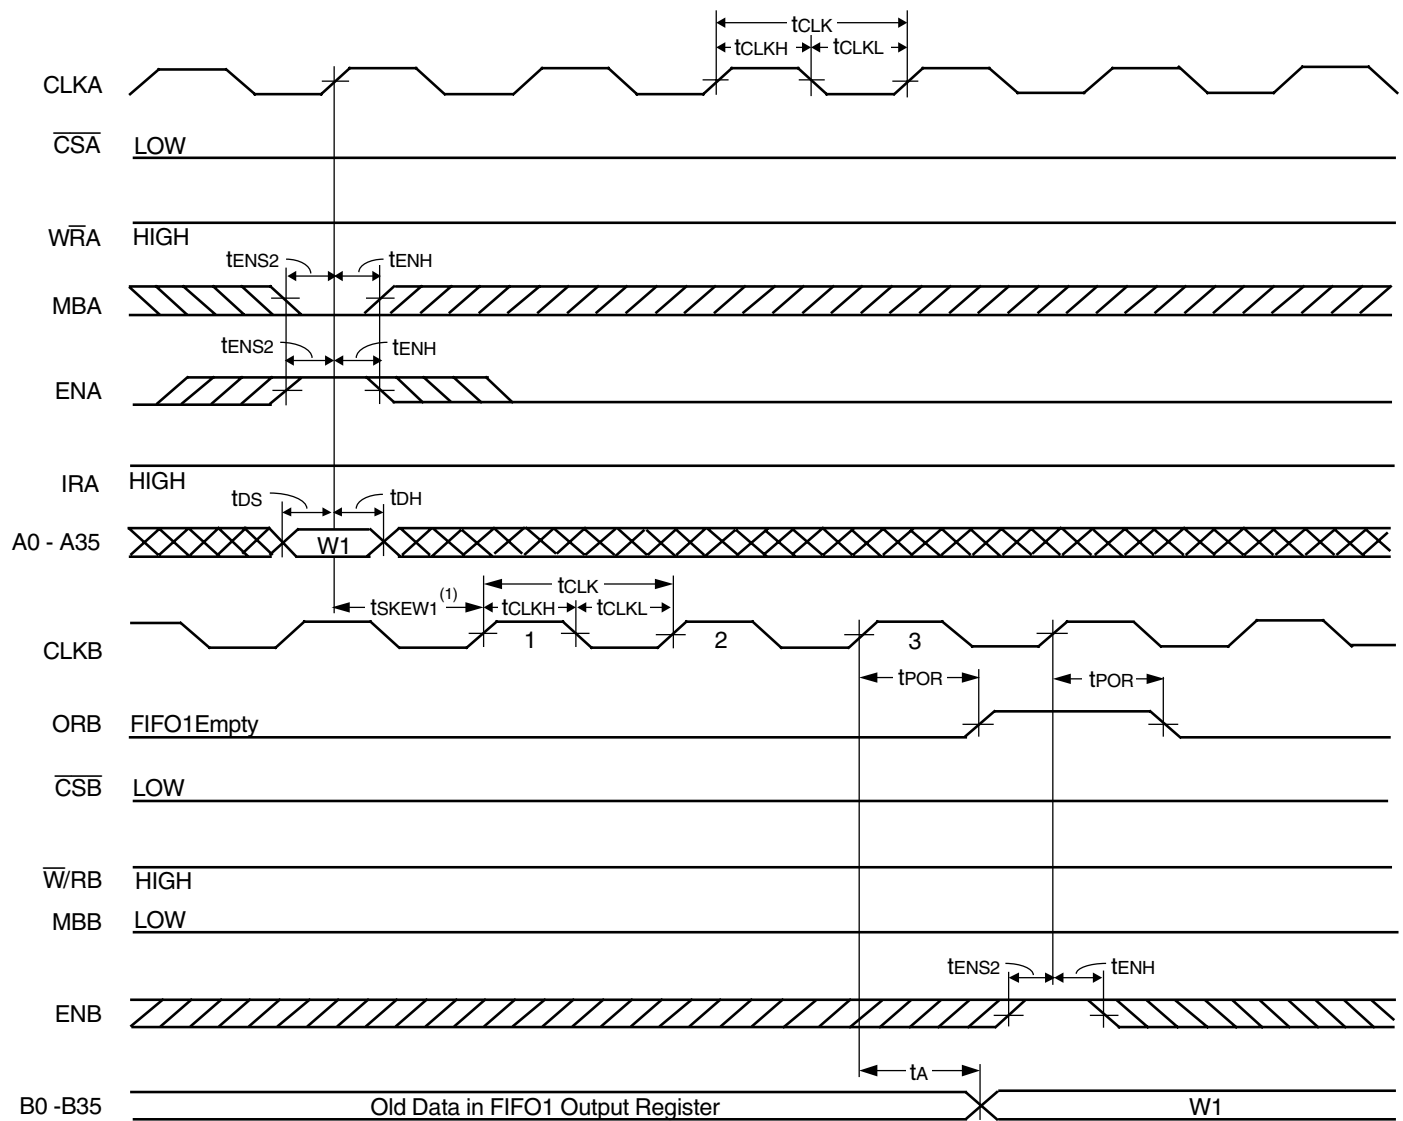 tCLK
tCLKH tCLKL
CLKA
CSA LOW
WRA HIGH
tENS2 tENH
MBA
tENS2 tENH
ENA
IRA HIGH
tDS tDH
A0 - A35 W1
tCLK
tSKEW1 (1) tCLKH tCLKL
CLKB 1 2 3
tPOR tPOR
ORB FIFO1Empty
CSB LOW
W/RB HIGH
MBB LOW
tENS2 tENH
ENB
tA
B0 -B35 Old Data in FIFO1 Output Register W1